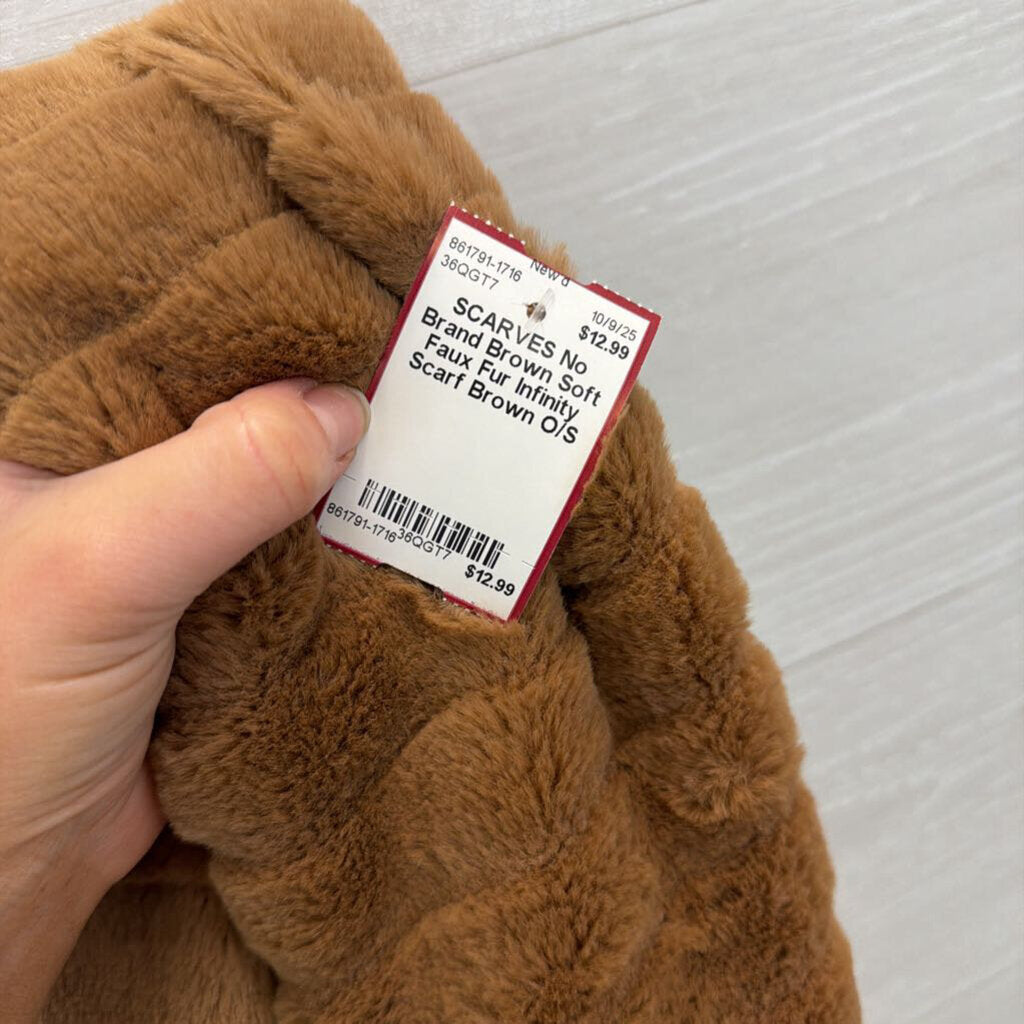 861791-1716
36QGT7
New'd
10/9/25
$12.99
SCARVES No
Brand Brown Soft
Faux Fur Infinity
Scarf Brown O/S
861791-1716
36QGT7
$12.99